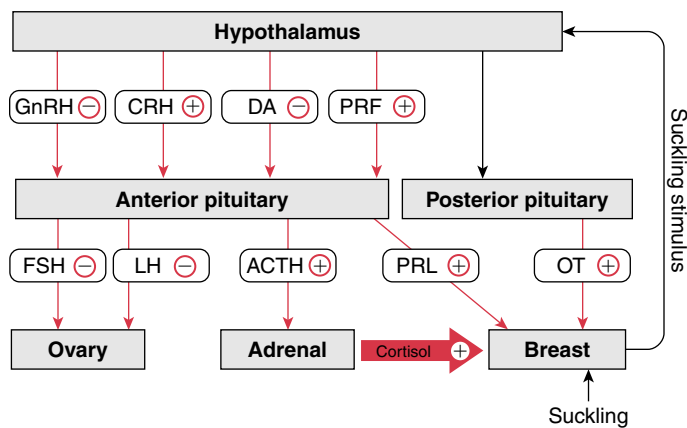 Hypothalamus
GnRH −
CRH +
DA −
PRF +
Anterior pituitary
Posterior pituitary
FSH −
LH −
ACTH +
PRL +
OT +
Ovary
Adrenal
Cortisol +
Breast
Suckling
Suckling stimulus